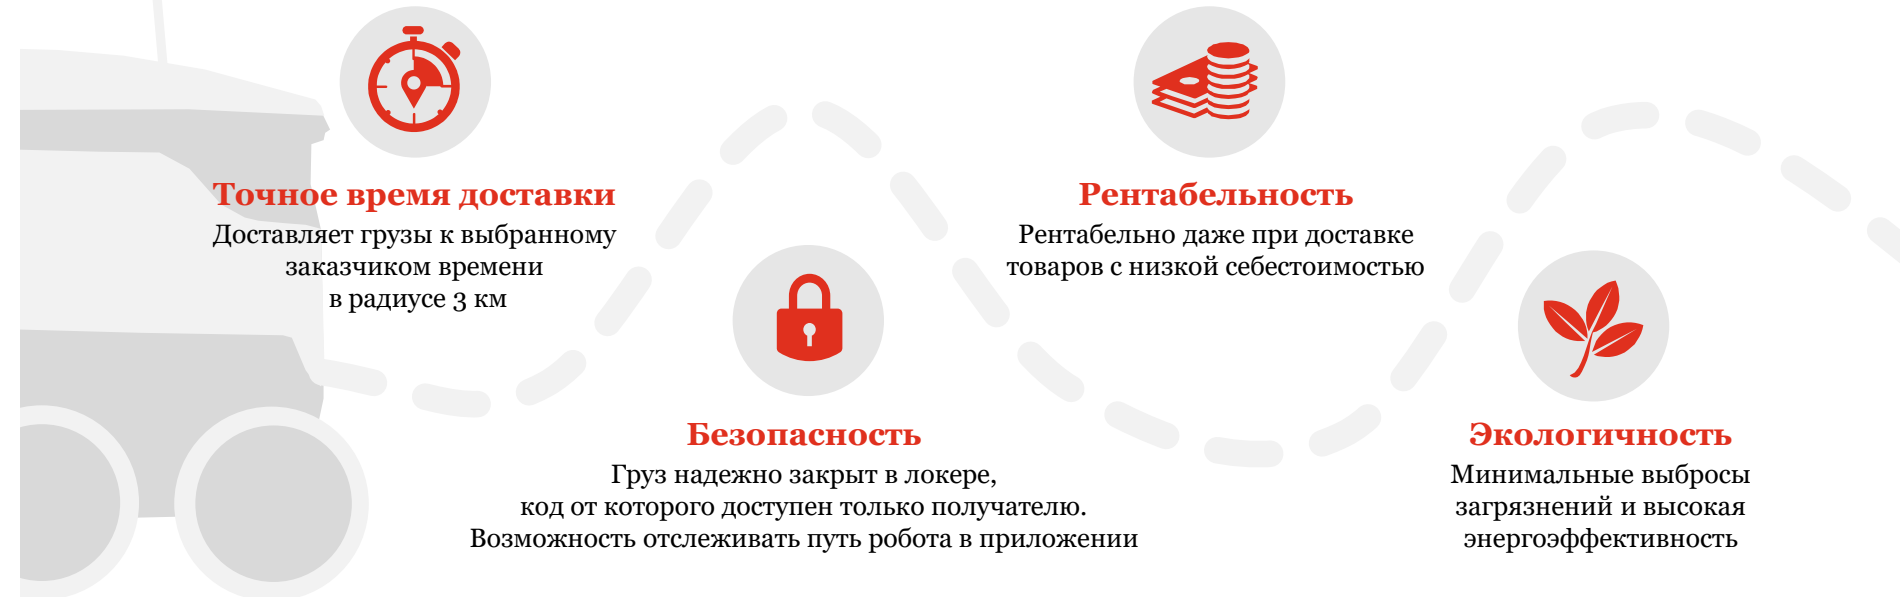 Точное время доставки
Доставляет грузы к выбранному
заказчиком времени
в радиусе 3 км
Безопасность
Груз надежно закрыт в локере,
код от которого доступен только получателю.
Возможность отслеживать путь робота в приложении
Рентабельность
Рентабельно даже при доставке
товаров с низкой себестоимостью
Экологичность
Минимальные выбросы
загрязнений и высокая
энергоэффективность